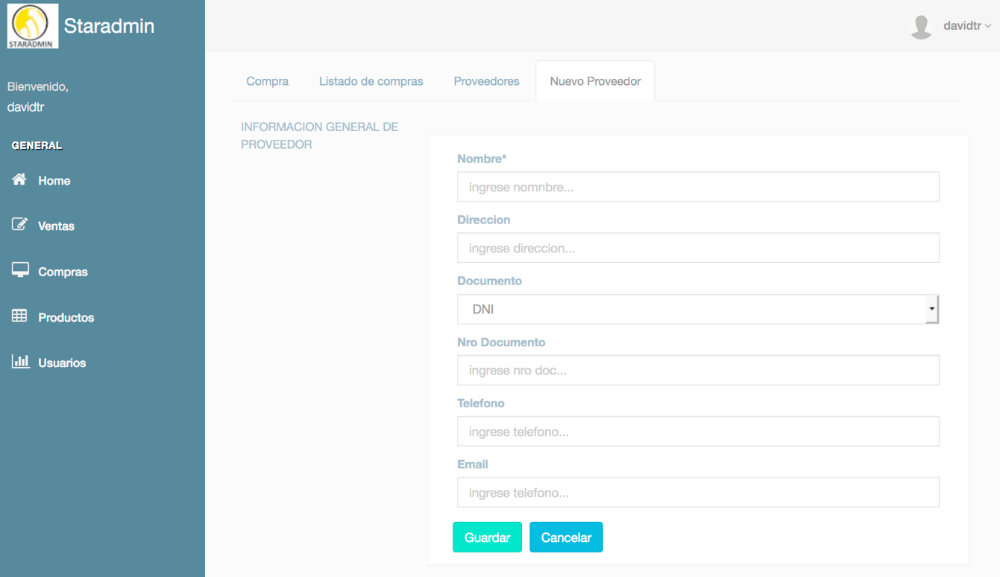 STARADMIN
Staradmin
davidtr
Bienvenido,
davidtr
GENERAL
Home
Ventas
Compras
Productos
Usuarios
Compra
Listado de compras
Proveedores
Nuevo Proveedor
INFORMACION GENERAL DE
PROVEEDOR
Nombre*
ingrese nomnbre...
Direccion
ingrese direccion...
Documento
DNI
Nro Documento
ingrese nro doc...
Telefono
ingrese telefono...
Email
ingrese telefono...
Guardar
Cancelar